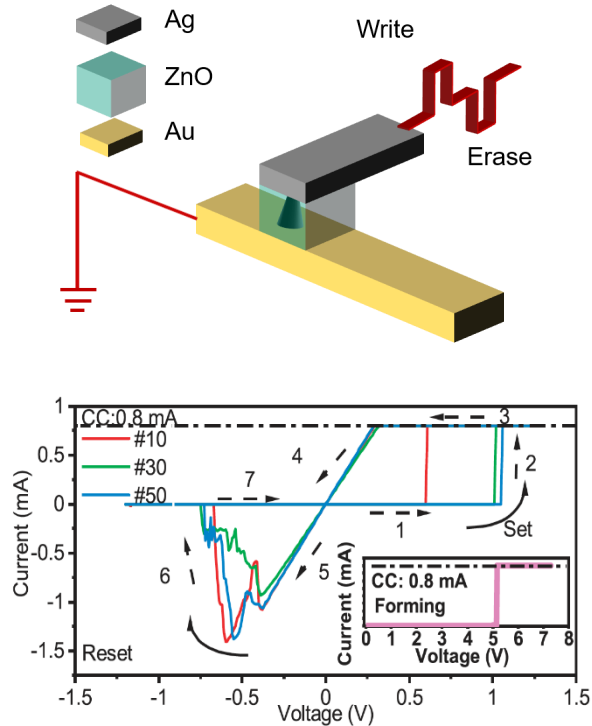 Ag
Write
ZnO
Au
Erase
CC:0.8 mA
#10
#30
#50
1
0.5
0
-0.5
-1.0
-1.5
Current (mA)
3
4
2
7
1
Set
5
6
Reset
CC: 0.8 mA
Forming
Current (mA)
0 1 2 3 4 5 6 7 8
Voltage (V)
-1.5 -1 -0.5 0 0.5 1 1.5
Voltage (V)